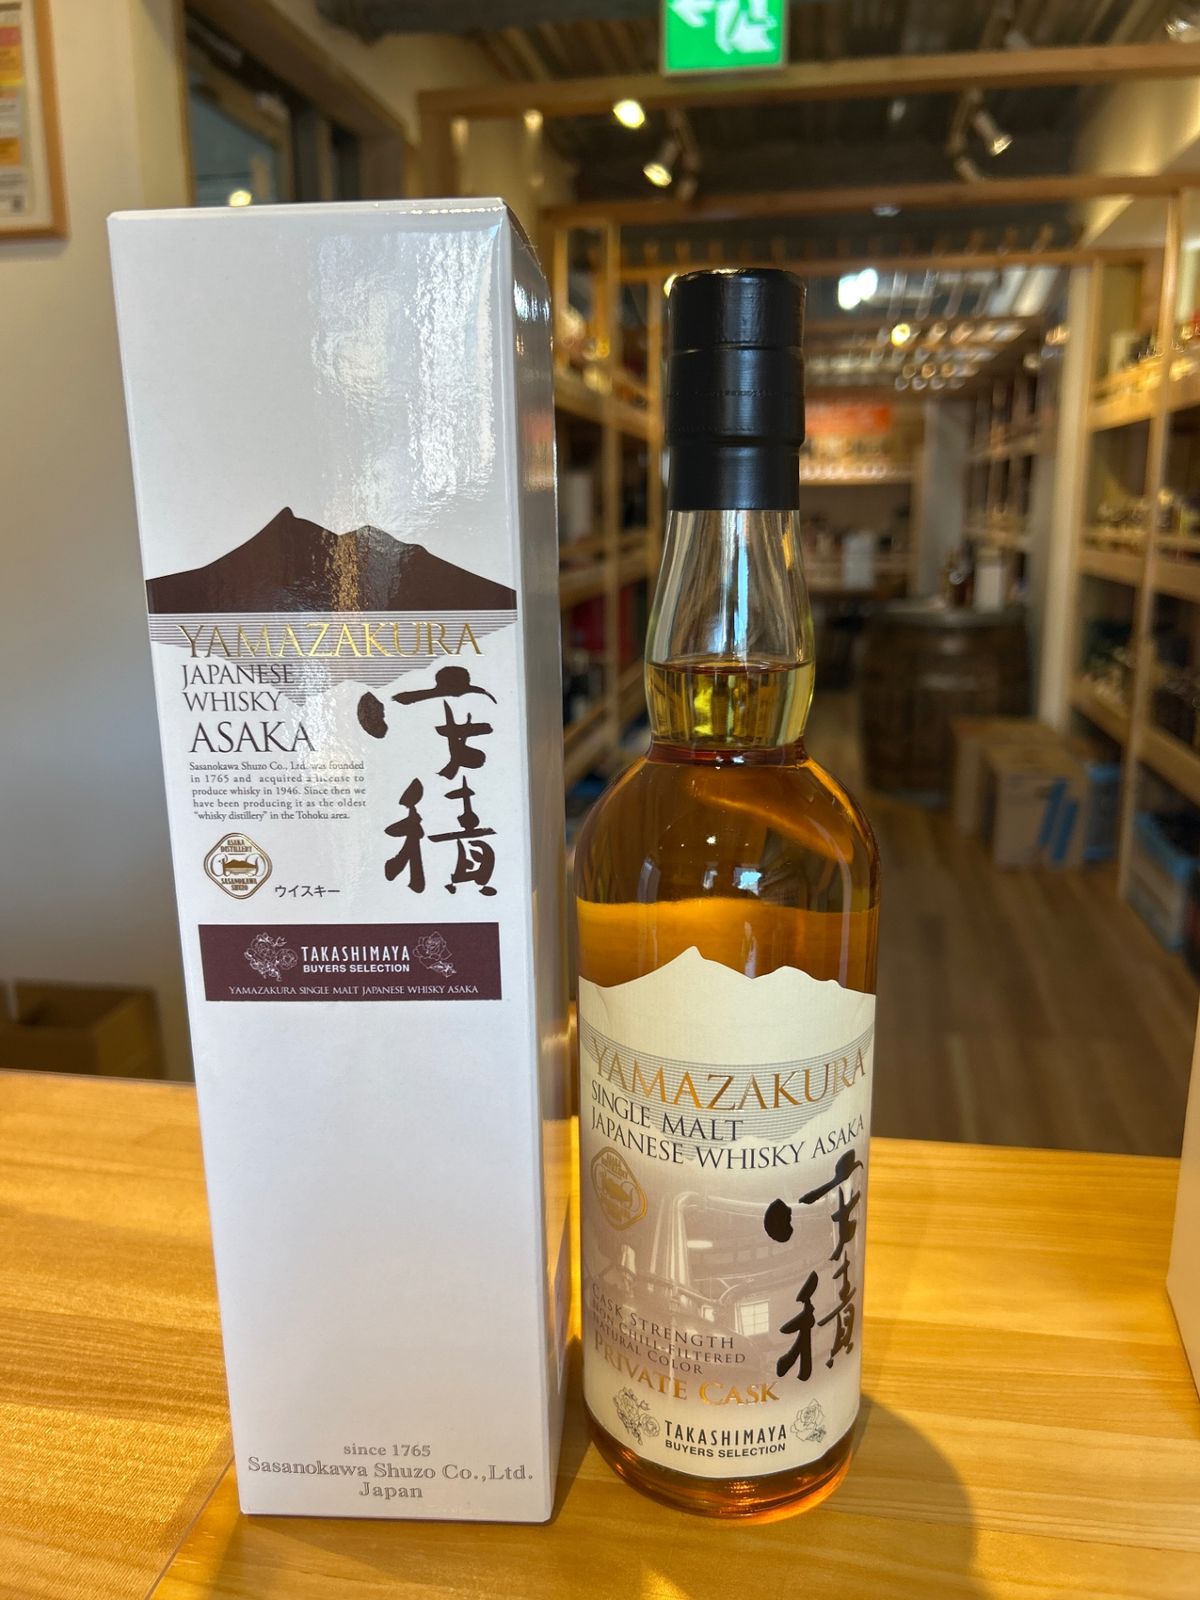 YAMAZAKURA
JAPANESE
WHISKY
ASAKA
安積
Sasanokawa Shuzo Co., Ltd. was founded
in 1765 and acquired a license to
produce whisky in 1946. Since then we
have been producing it as the oldest
"whisky distillery" in the Tohoku area.
ASAKA
DISTILLERY
SASANOKAWA
SHUZO
ウイスキー
TAKASHIMAYA
BUYERS SELECTION
YAMAZAKURA SINGLE MALT JAPANESE WHISKY ASAKA
since 1765
Sasanokawa Shuzo Co.,Ltd.
Japan
YAMAZAKURA
SINGLE MALT
JAPANESE WHISKY ASAKA
安積
CASK STRENGTH
NON CHILL-FILTERED
NATURAL COLOR
PRIVATE CASK
TAKASHIMAYA
BUYERS SELECTION